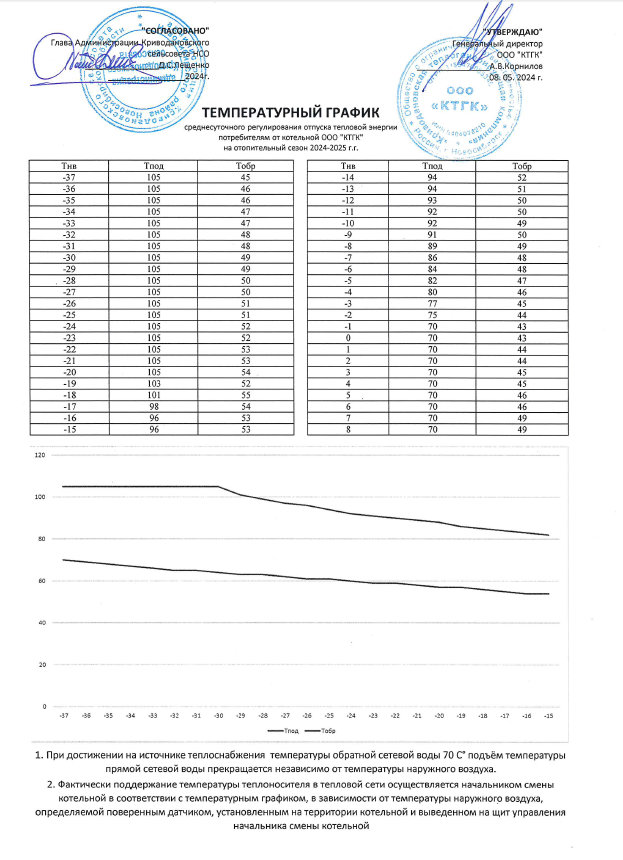 "СОГЛАСОВАНО"
Глава Администрации Криводановского
сельсовета НСО
Д.С.Лещенко
2024г.
"УТВЕРЖДАЮ"
Генеральный директор
ООО "КТГК"
А.В.Корнилов
08. 05. 2024 г.
ООО
«КТГК»
ТЕМПЕРАТУРНЫЙ ГРАФИК
среднесуточного регулирования отпуска тепловой энергии
потребителям от котельной ООО "КТГК"
на отопительный сезон 2024-2025 г.г.
Тнв Тпод Тобр
-37 105 45
-36 105 46
-35 105 46
-34 105 47
-33 105 47
-32 105 48
-31 105 48
-30 105 49
-29 105 49
-28 105 50
-27 105 50
-26 105 51
-25 105 51
-24 105 52
-23 105 52
-22 105 53
-21 105 53
-20 105 54
-19 103 52
-18 101 55
-17 98 54
-16 96 53
-15 96 53
Тнв Тпод Тобр
-14 94 52
-13 94 51
-12 93 50
-11 92 50
-10 92 49
-9 91 50
-8 89 49
-7 86 48
-6 84 48
-5 82 47
-4 80 46
-3 77 45
-2 75 44
-1 70 43
0 70 43
1 70 44
2 70 44
3 70 45
4 70 45
5 70 46
6 70 46
7 70 49
8 70 49
120
100
80
60
40
20
0
-37 -36 -35 -34 -33 -32 -31 -30 -29 -28 -27 -26 -25 -24 -23 -22 -21 -20 -19 -18 -17 -16 -15
Тпод Тобр
1. При достижении на источнике теплоснабжения температуры обратной сетевой воды 70 С° подъём температуры
прямой сетевой воды прекращается независимо от температуры наружного воздуха.
2. Фактически поддержание температуры теплоносителя в тепловой сети осуществляется начальником смены
котельной в соответствии с температурным графиком, в зависимости от температуры наружного воздуха,
определяемой поверенным датчиком, установленным на территории котельной и выведенном на щит управления
начальника смены котельной